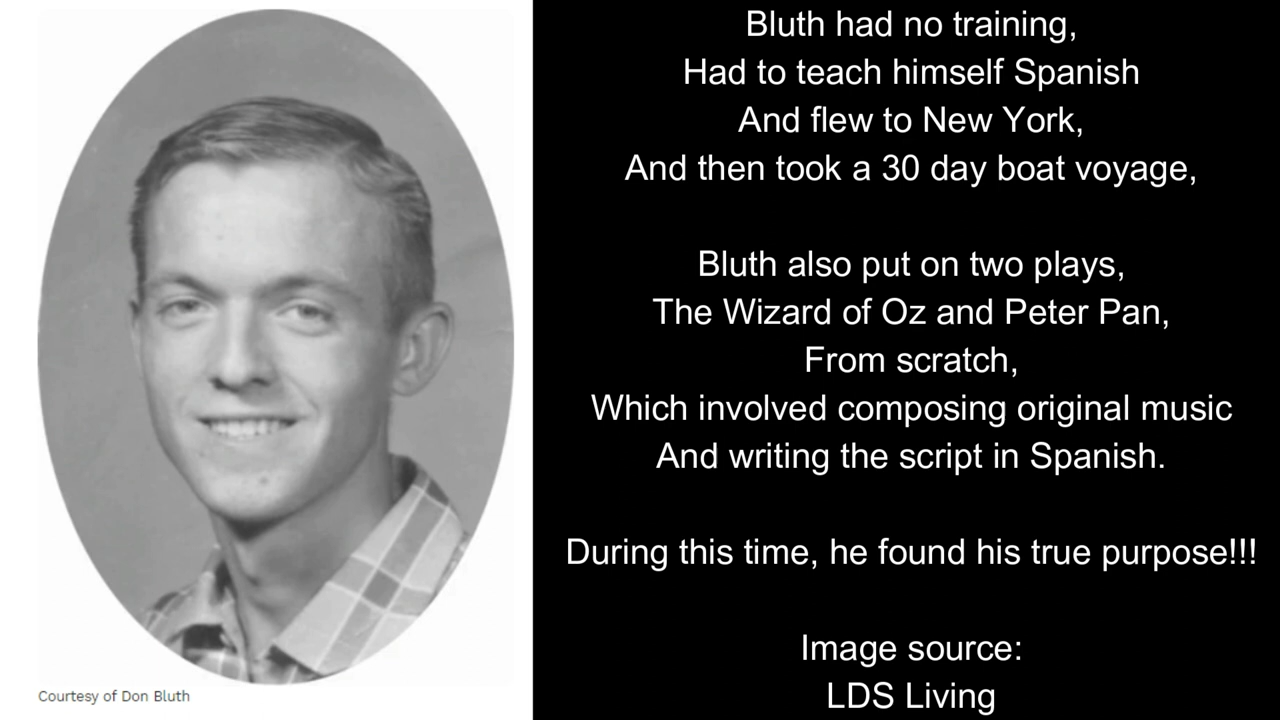 Bluth had no training,
Had to teach himself Spanish
And flew to New York,
And then took a 30 day boat voyage,
Bluth also put on two plays,
The Wizard of Oz and Peter Pan,
From scratch,
Which involved composing original music
And writing the script in Spanish.
During this time, he found his true purpose!!!
Image source:
LDS Living
Courtesy of Don Bluth